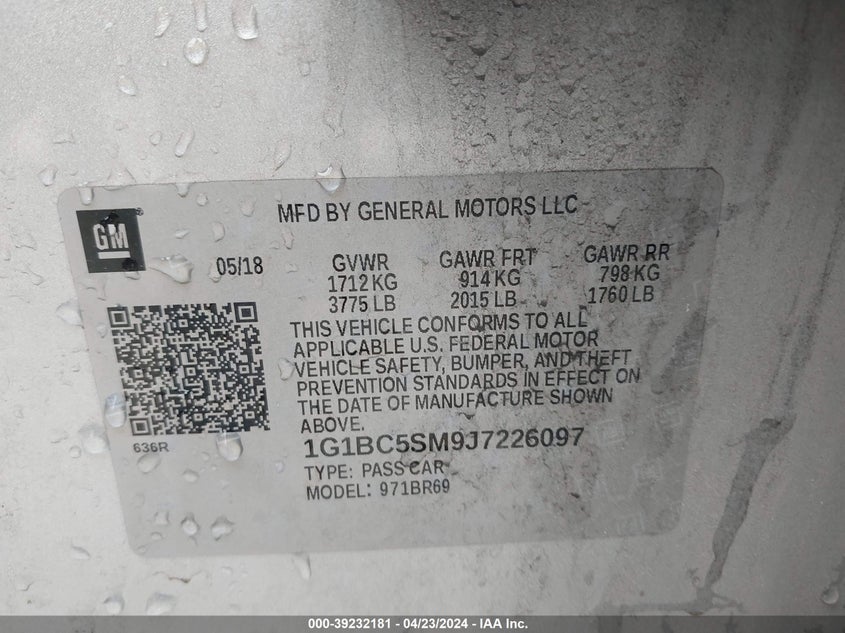 MFD BY GENERAL MOTORS LLC
GM
05/18
GVWR GAWR FRT GAWR RR
1712 KG 914 KG 798 KG
3775 LB 2015 LB 1760 LB
THIS VEHICLE CONFORMS TO ALL
APPLICABLE U.S. FEDERAL MOTOR
VEHICLE SAFETY, BUMPER, AND THEFT
PREVENTION STANDARDS IN EFFECT ON
THE DATE OF MANUFACTURE SHOWN
ABOVE.
636R
1G1BC5SM9J7226097
TYPE: PASS CAR
MODEL: 971BR69
000-39232181 - 04/23/2024 - IAA Inc.